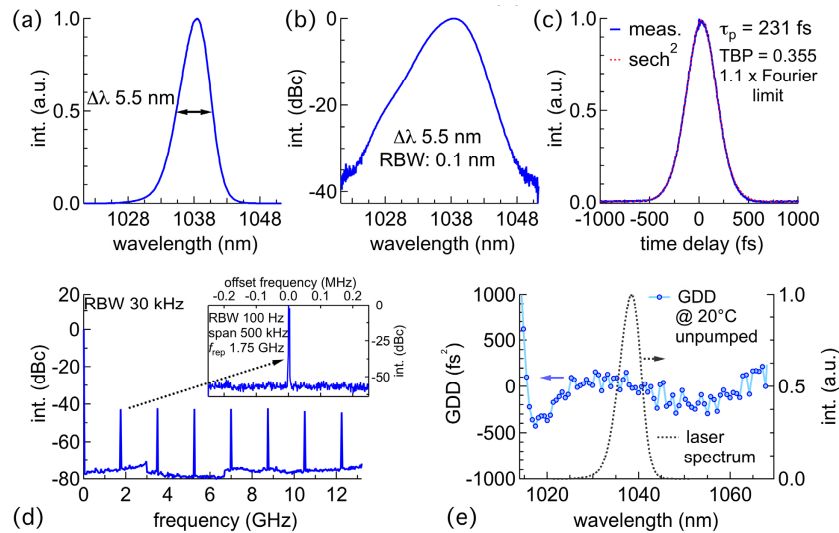 (a)
int. (a.u.)
1.0
0.5
0.0
Δλ 5.5 nm
1028 1038 1048
wavelength (nm)
(b)
int. (dBc)
0
-20
-40
Δλ 5.5 nm
RBW: 0.1 nm
1028 1038 1048
wavelength (nm)
(c)
int. (a.u.)
1.0
0.5
0.0
meas.
sech²
τp = 231 fs
TBP = 0.355
1.1 x Fourier
limit
-1000 -500 0 500 1000
time delay (fs)
(d)
int. (dBc)
20
0
-20
-40
-60
-80
RBW 30 kHz
offset frequency (MHz)
-0.2 -0.1 0.0 0.1 0.2
RBW 100 Hz
span 500 kHz
frep 1.75 GHz
0
-25
-50
int. (dBc)
0 2 4 6 8 10 12
frequency (GHz)
(e)
GDD (fs²)
1000
500
0
-500
-1000
GDD
@ 20°C
unpumped
laser
spectrum
1.0
0.5
0.0
int. (a.u.)
1020 1040 1060
wavelength (nm)